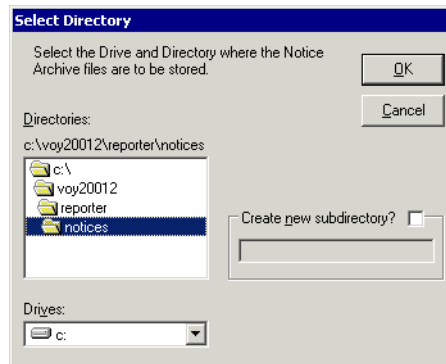 Select Directory
Select the Drive and Directory where the Notice
Archive files are to be stored.
OK
Cancel
Directories:
c:\voy20012\reporter\notices
c:\
voy20012
reporter
notices
Create new subdirectory?
Drives:
c: